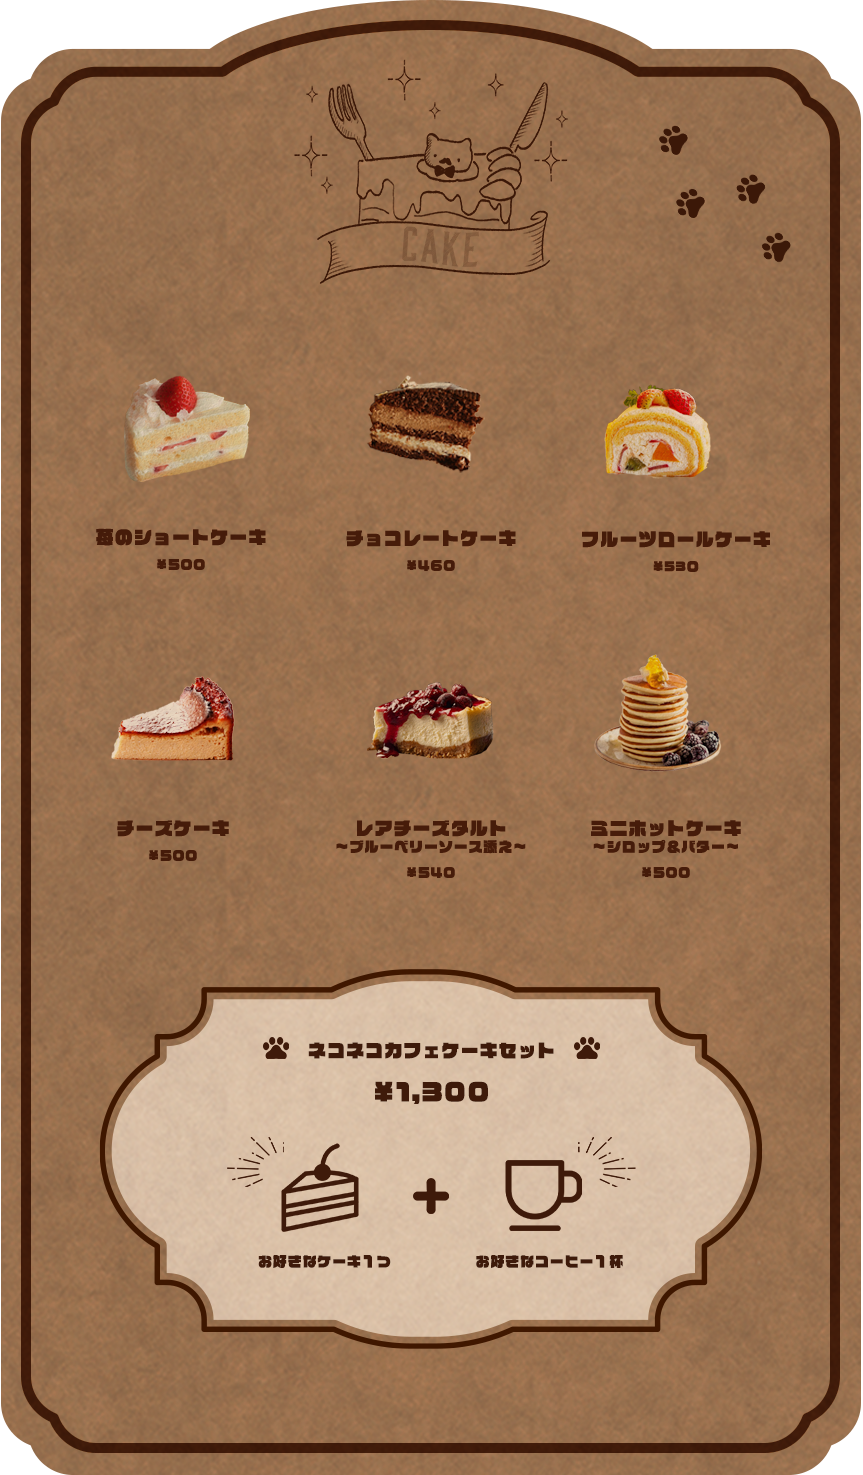 CAKE
苺のショートケーキ
¥500
チョコレートケーキ
¥460
フルーツロールケーキ
¥530
チーズケーキ
¥500
レアチーズタルト
~ブルーベリーソース添え~
¥540
ミニホットケーキ
~シロップ&バター~
¥500
ネコネコカフェケーキセット
¥1,300
お好きなケーキ1つ
+
お好きなコーヒー1杯